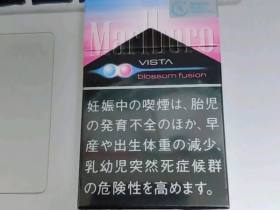 Marlboro
VISTA
blossom fusion
妊娠中の喫煙は、胎児
の発育不全のほか、早
産や出生体重の減少、
乳幼児突然死症候群
の危険性を高めます。